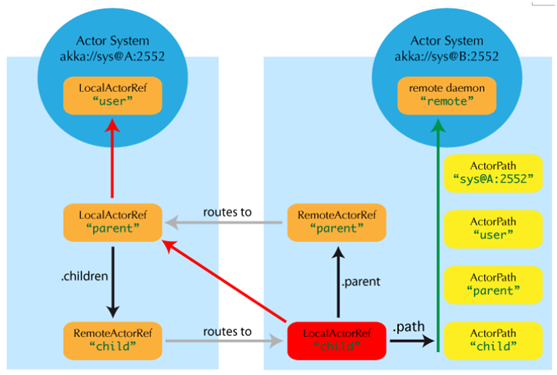 Actor System
akka://sys@A:2552
LocalActorRef
"user"
LocalActorRef
"parent"
.children
RemoteActorRef
"child"
routes to
routes to
Actor System
akka://sys@B:2552
remote daemon
"remote"
RemoteActorRef
"parent"
.parent
LocalActorRef
"child"
.path
ActorPath
"sys@A:2552"
ActorPath
"user"
ActorPath
"parent"
ActorPath
"child"